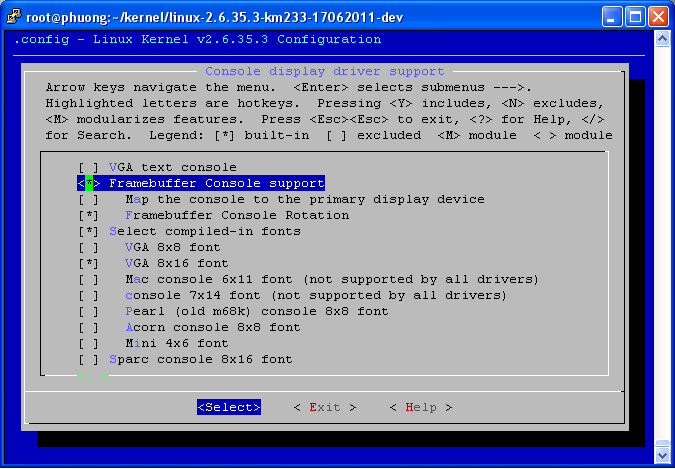 root@phuong:~/kernel/linux-2.6.35.3-km233-17062011-dev
.config - Linux Kernel v2.6.35.3 Configuration
Console display driver support
Arrow keys navigate the menu.  <Enter> selects submenus --->.
Highlighted letters are hotkeys.  Pressing <Y> includes, <N> excludes,
<M> modularizes features.  Press <Esc><Esc> to exit, <?> for Help, </>
for Search.  Legend: [*] built-in  [ ] excluded  <M> module  < > module
[ ] VGA text console
<*> Framebuffer Console support
[ ]   Map the console to the primary display device
[*]   Framebuffer Console Rotation
[*] Select compiled-in fonts
[ ]   VGA 8x8 font
[*]   VGA 8x16 font
[ ]   Mac console 6x11 font (not supported by all drivers)
[ ]   console 7x14 font (not supported by all drivers)
[ ]   Pearl (old m68k) console 8x8 font
[ ]   Acorn console 8x8 font
[ ]   Mini 4x6 font
[ ] Sparc console 8x16 font
<Select>    < Exit >    < Help >